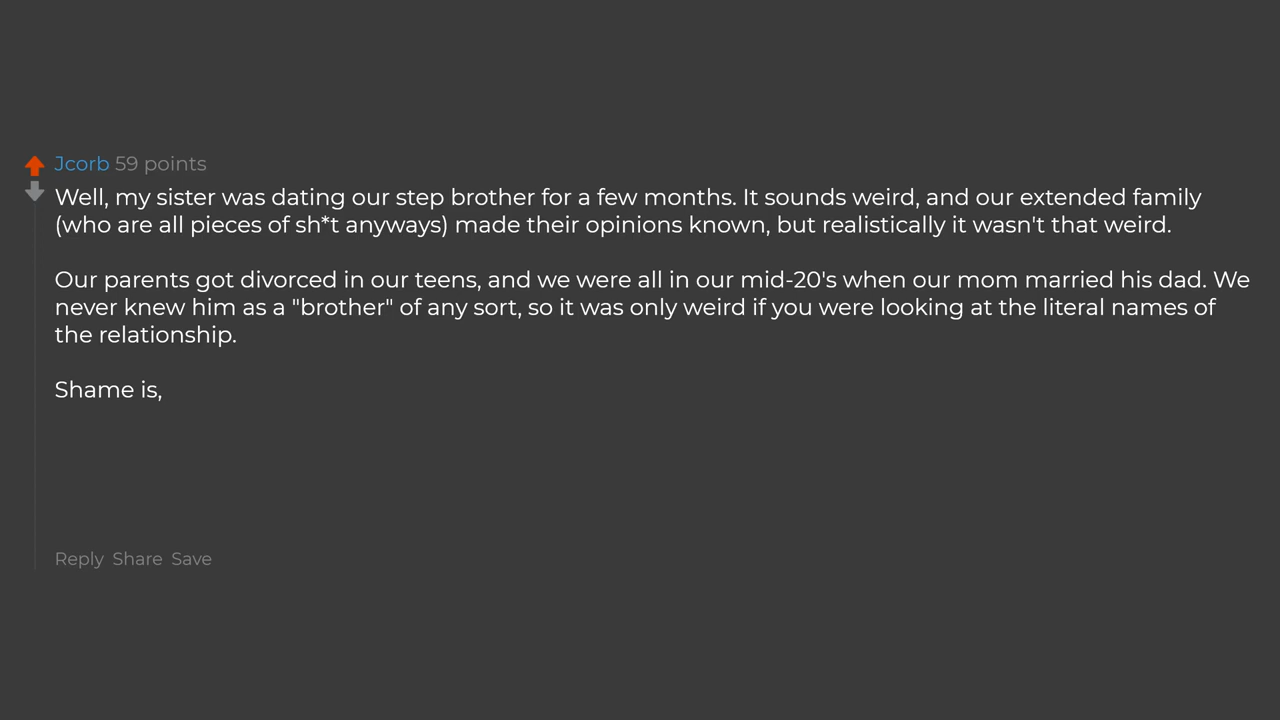 Jcorb 59 points
Well, my sister was dating our step brother for a few months. It sounds weird, and our extended family
(who are all pieces of sh*t anyways) made their opinions known, but realistically it wasn't that weird.
Our parents got divorced in our teens, and we were all in our mid-20's when our mom married his dad. We
never knew him as a "brother" of any sort, so it was only weird if you were looking at the literal names of
the relationship.
Shame is,
Reply Share Save